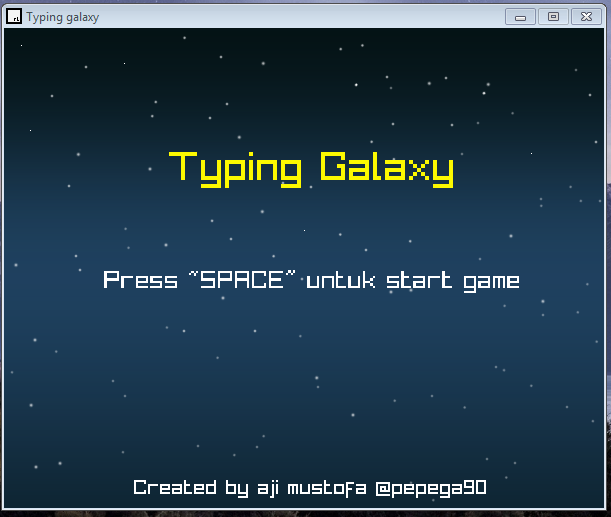 Typing galaxy
Typing Galaxy
Press "SPACE" untuk start game
Created by aji mustofa @pepega90